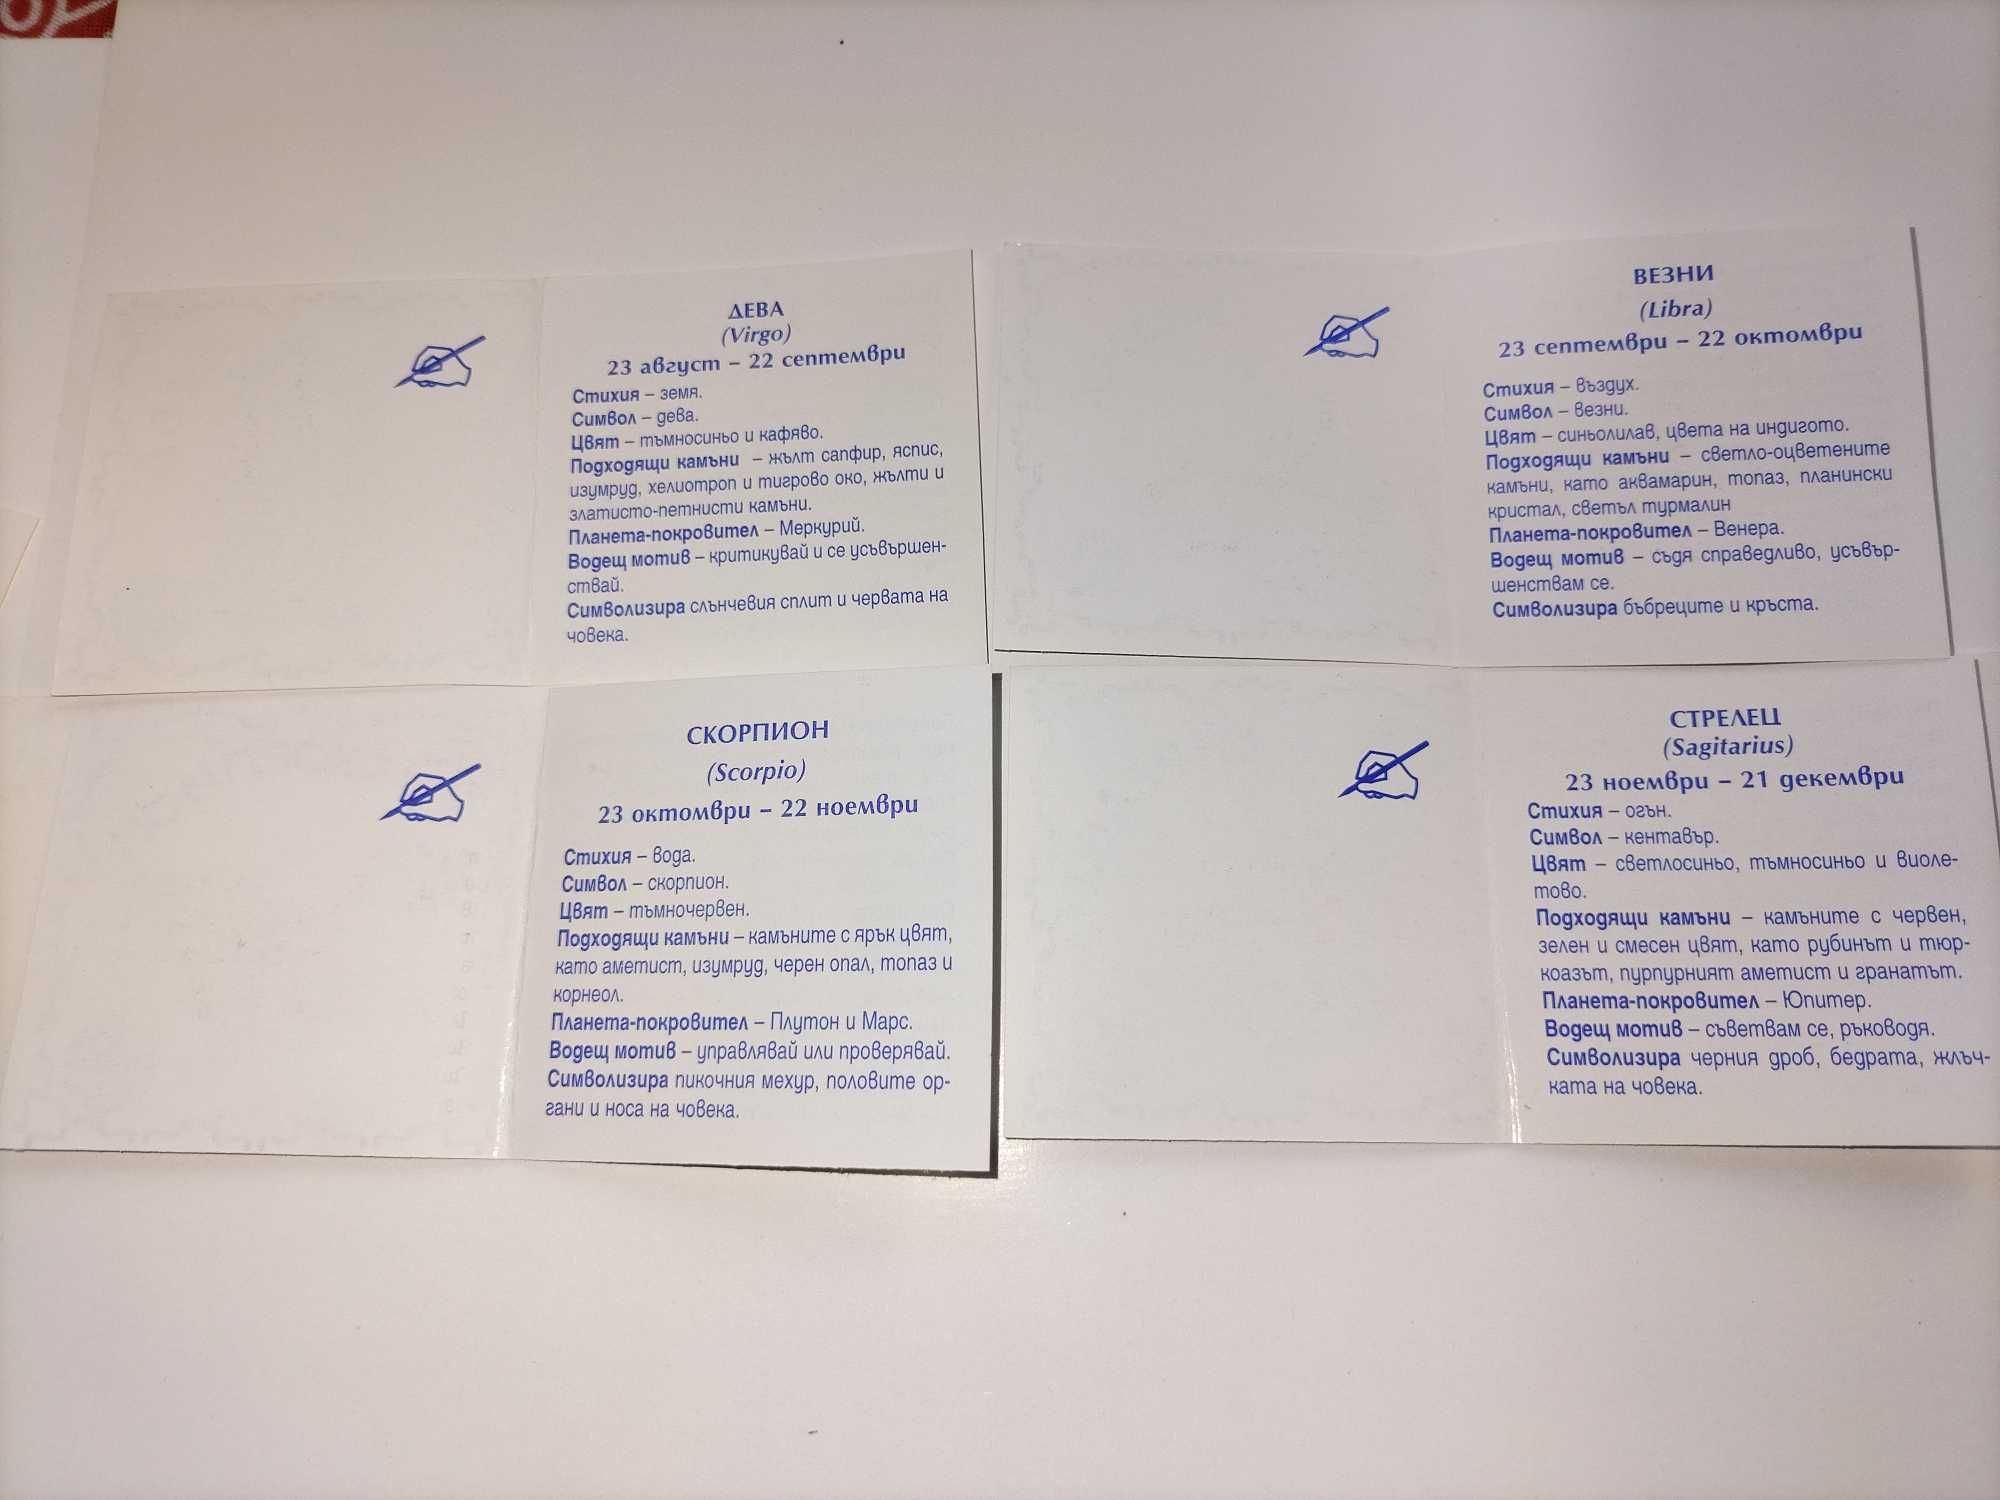 ДЕВА
(Virgo)
23 август – 22 септември
Стихия – земя.
Символ – дева.
Цвят – тъмносиньо и кафяво.
Подходящи камъни – жълт сапфир, яспис,
изумруд, хелиотроп и тигрово око, жълти и
златисто-петнисти камъни.
Планета-покровител – Меркурий.
Водещ мотив – критикувай и се усъвършен-
ствай.
Символизира слънчевия сплит и червата на
човека.
ВЕЗНИ
(Libra)
23 септември – 22 октомври
Стихия – въздух.
Символ – везни.
Цвят – синьолилав, цвета на индигото.
Подходящи камъни – светло-оцветените
камъни, като аквамарин, топаз, планински
кристал, светъл турмалин
Планета-покровител – Венера.
Водещ мотив – съдя справедливо, усъвър-
шенствам се.
Символизира бъбреците и кръста.
СКОРПИОН
(Scorpio)
23 октомври – 22 ноември
Стихия – вода.
Символ – скорпион.
Цвят – тъмночервен.
Подходящи камъни – камъните с ярък цвят,
като аметист, изумруд, черен опал, топаз и
корнеол.
Планета-покровител – Плутон и Марс.
Водещ мотив – управлявай или проверявай.
Символизира пикочния мехур, половите ор-
гани и носа на човека.
СТРЕЛЕЦ
(Sagitarius)
23 ноември – 21 декември
Стихия – огън.
Символ – кентавър.
Цвят – светлосиньо, тъмносиньо и виоле-
тово.
Подходящи камъни – камъните с червен,
зелен и смесен цвят, като рубинът и тюр-
коазът, пурпурният аметист и гранатът.
Планета-покровител – Юпитер.
Водещ мотив – съветвам се, ръководя.
Символизира черния дроб, бедрата, жлъч-
ката на човека.